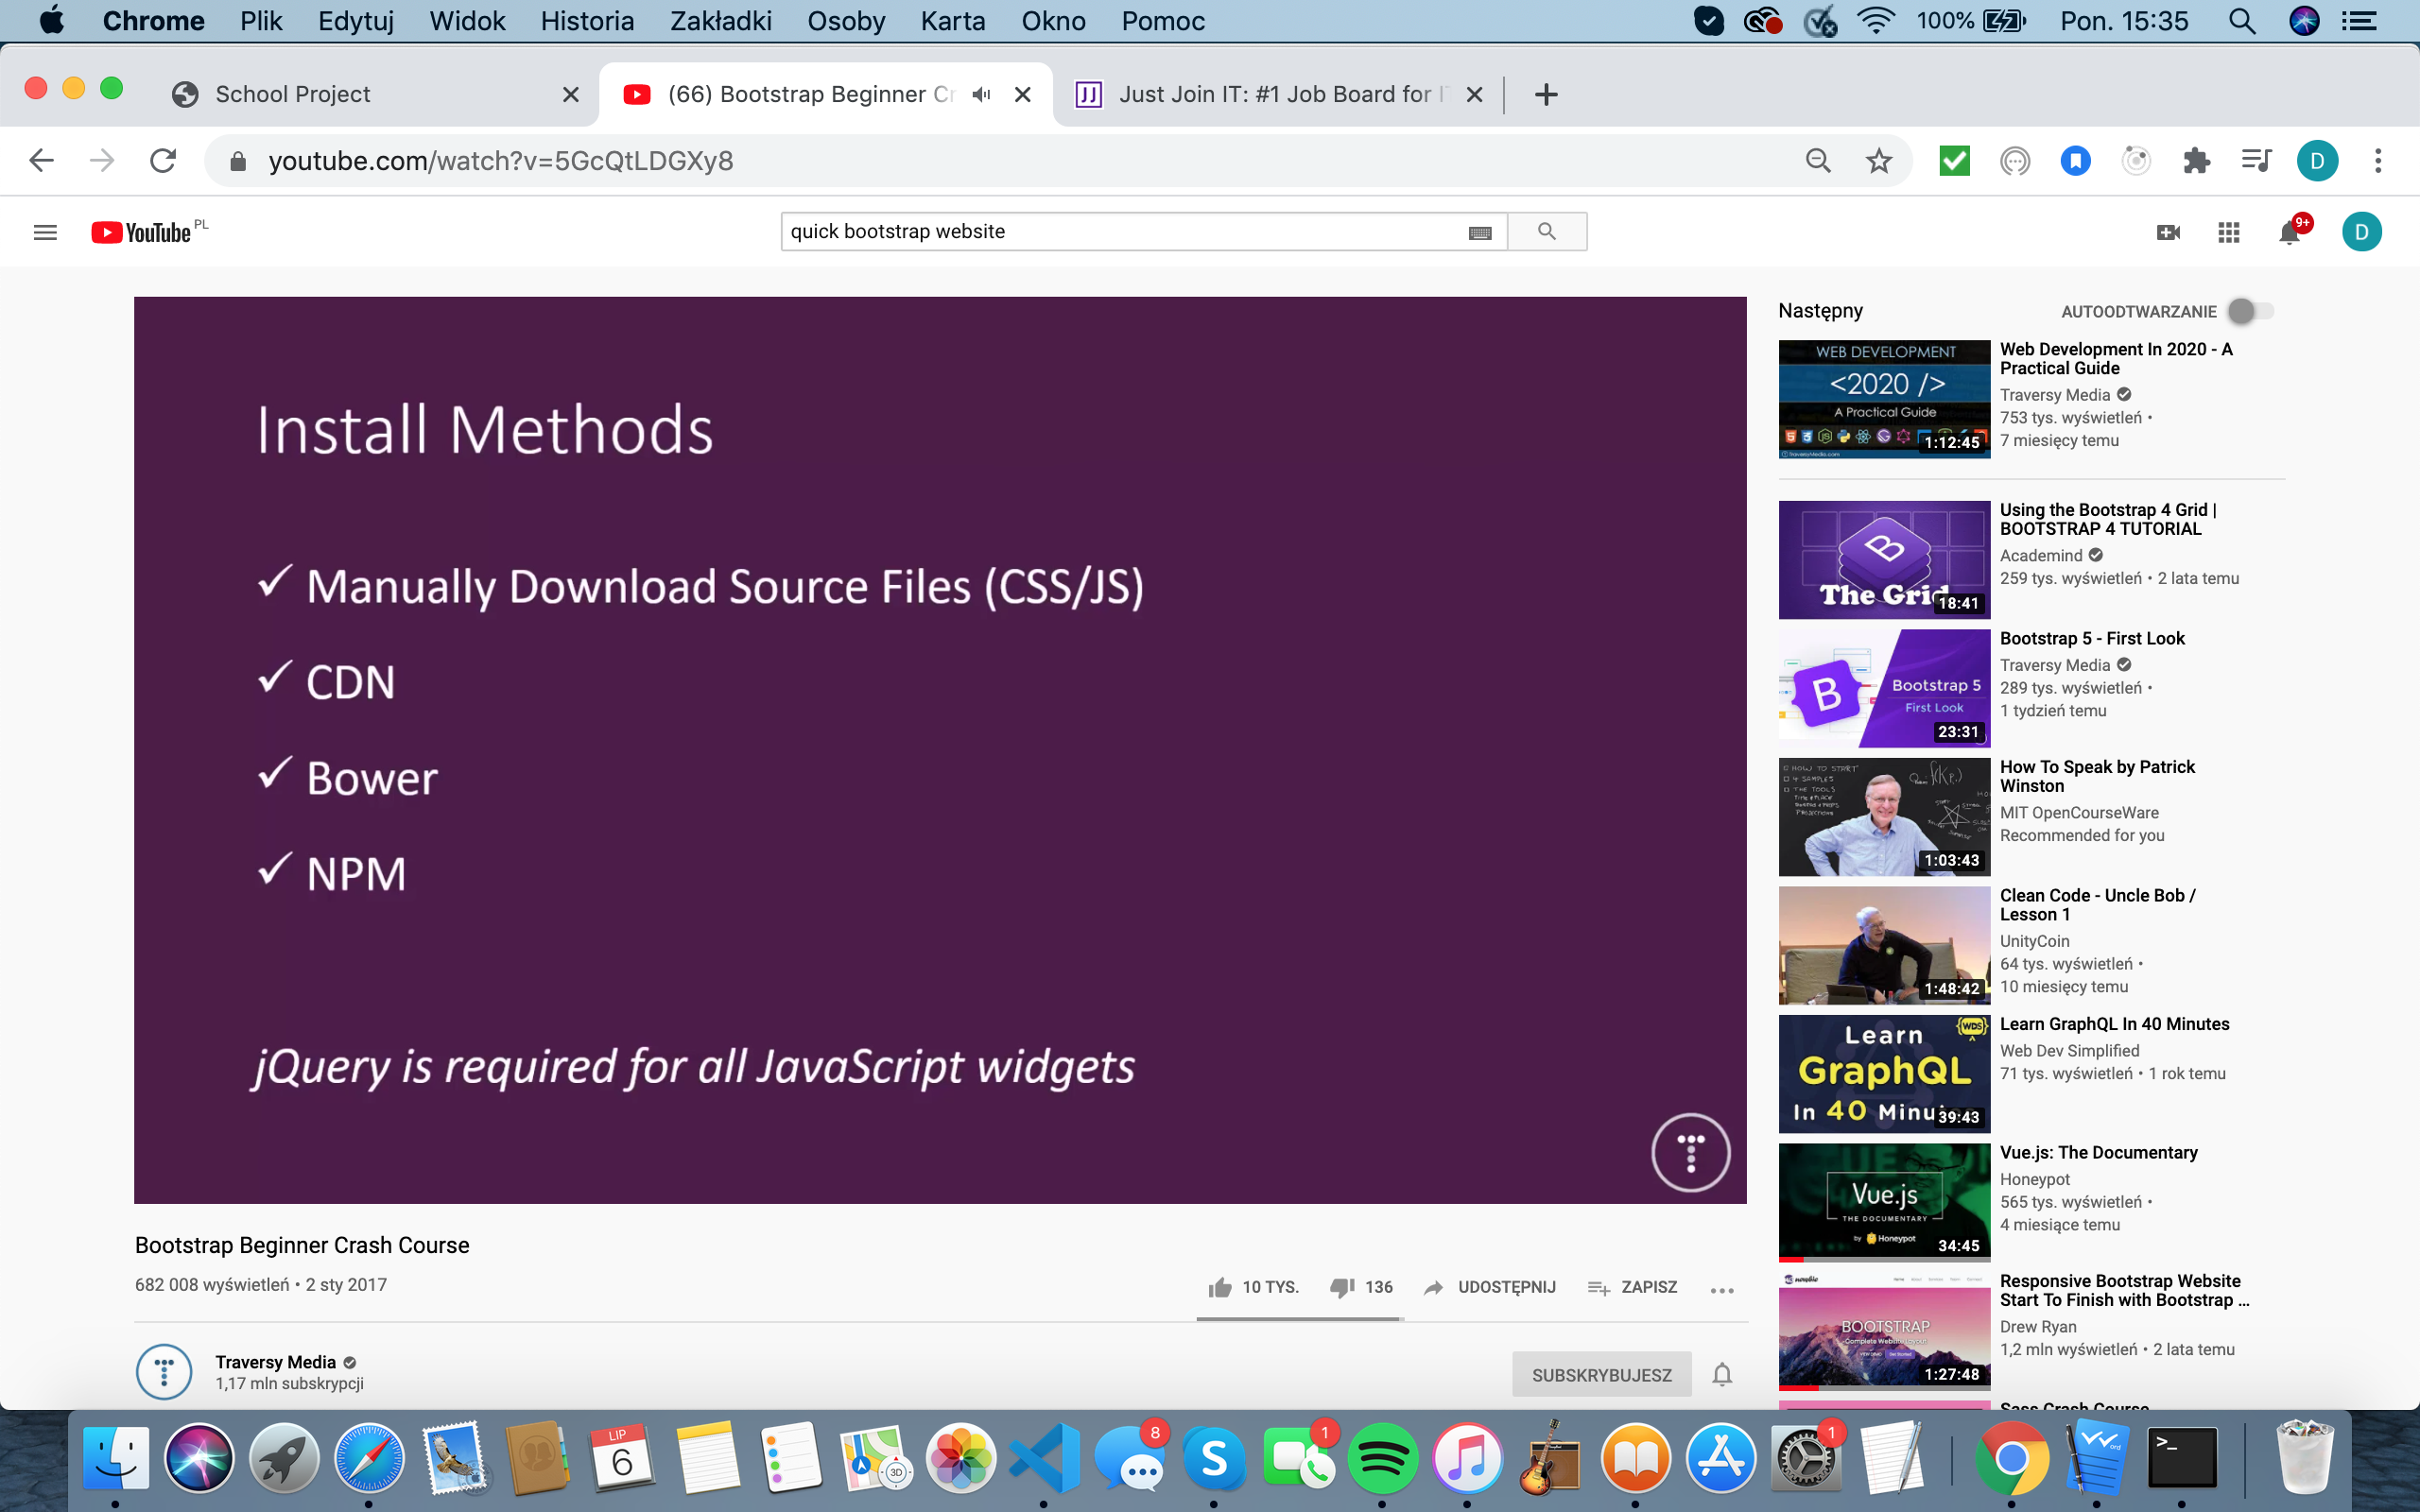 Chrome Plik Edytuj Widok Historia Zakładki Osoby Karta Okno Pomoc 100% Pon. 15:35
School Project (66) Bootstrap Beginner Cr Just Join IT: #1 Job Board for IT
youtube.com/watch?v=5GcQtLDGXy8 D
YouTube PL quick bootstrap website 9+ D
Install Methods
✓ Manually Download Source Files (CSS/JS)
✓ CDN
✓ Bower
✓ NPM
jQuery is required for all JavaScript widgets
Bootstrap Beginner Crash Course
682 008 wyświetleń • 2 sty 2017
10 TYS. 136 UDOSTĘPNIJ ZAPISZ
Traversy Media
1,17 mln subskrypcji
SUBSKRYBUJESZ
Następny AUTOODTWARZANIE
WEB DEVELOPMENT
<2020 />
A Practical Guide
1:12:45
Web Development In 2020 - A
Practical Guide
Traversy Media
753 tys. wyświetleń •
7 miesięcy temu
The Grid
18:41
Using the Bootstrap 4 Grid |
BOOTSTRAP 4 TUTORIAL
Academind
259 tys. wyświetleń • 2 lata temu
B Bootstrap 5
First Look
23:31
Bootstrap 5 - First Look
Traversy Media
289 tys. wyświetleń •
1 tydzień temu
1:03:43
How To Speak by Patrick
Winston
MIT OpenCourseWare
Recommended for you
1:48:42
Clean Code - Uncle Bob /
Lesson 1
UnityCoin
64 tys. wyświetleń •
10 miesięcy temu
WDS
Learn
GraphQL
In 40 Minu
39:43
Learn GraphQL In 40 Minutes
Web Dev Simplified
71 tys. wyświetleń • 1 rok temu
Vue.js
THE DOCUMENTARY
by Honeypot
34:45
Vue.js: The Documentary
Honeypot
565 tys. wyświetleń •
4 miesiące temu
BOOTSTRAP
Complete Website Layout
1:27:48
Responsive Bootstrap Website
Start To Finish with Bootstrap ...
Drew Ryan
1,2 mln wyświetleń • 2 lata temu
Sass Crash Course
LIP
6
3D
8
S
1
1